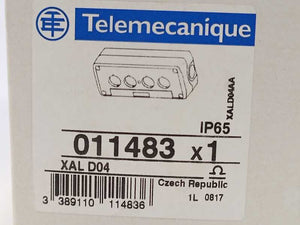 Telemecanique
XALD04AA
IP65
011483 x1
XAL D04
Czech Republic
3 389110 114836
1L 0817